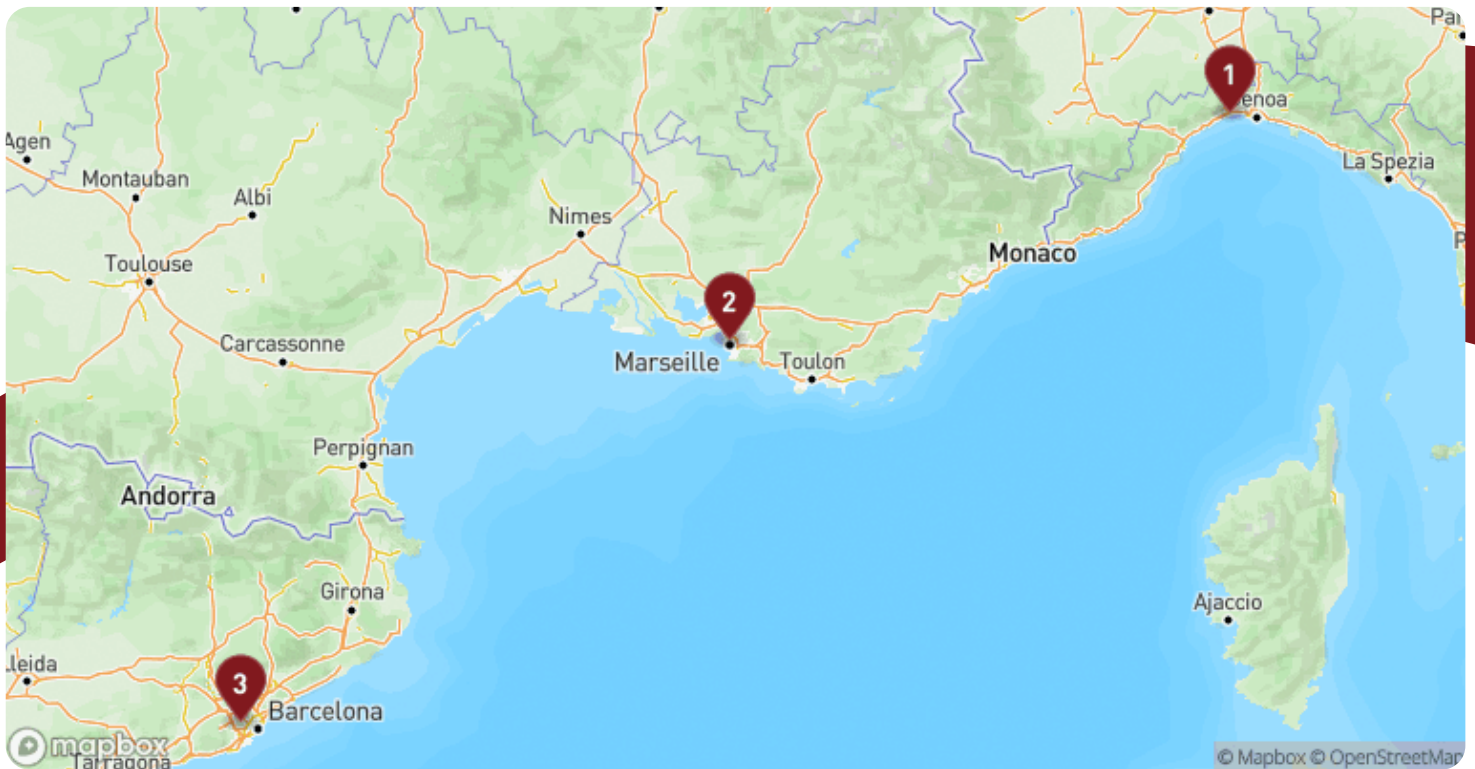 Pa
1
enoa
Agen
La Spezia
Montauban
Albi
Nimes
P
Monaco
Toulouse
2
Carcassonne
Marseille
Toulon
Perpignan
Andorra
Girona
Ajaccio
Lleida
3
Barcelona
mapbox
Tarragona
© Mapbox © OpenStreetMap